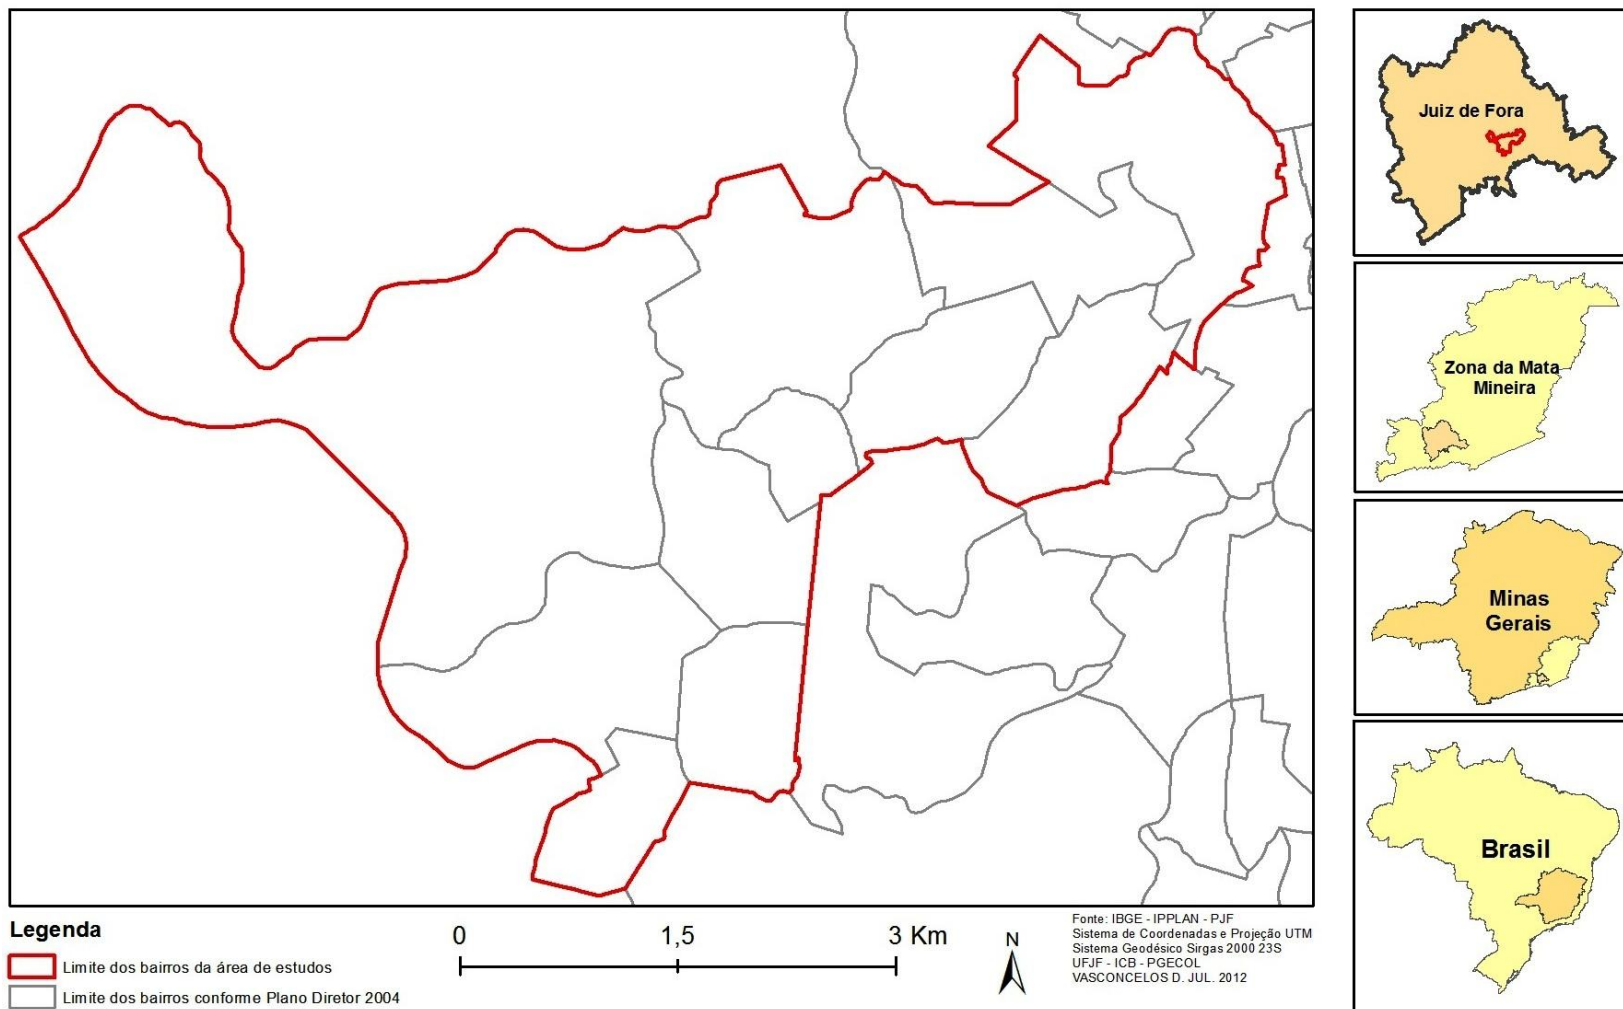 Juiz de Fora
Zona da Mata
Mineira
Minas
Gerais
Brasil
Legenda
Limite dos bairros da área de estudos
Limite dos bairros conforme Plano Diretor 2004
0 1,5 3 Km
N
Fonte: IBGE - IPPLAN - PJF
Sistema de Coordenadas e Projeção UTM
Sistema Geodésico Sirgas 2000 23S
UFJF - ICB - PGECOL
VASCONCELOS D. JUL. 2012